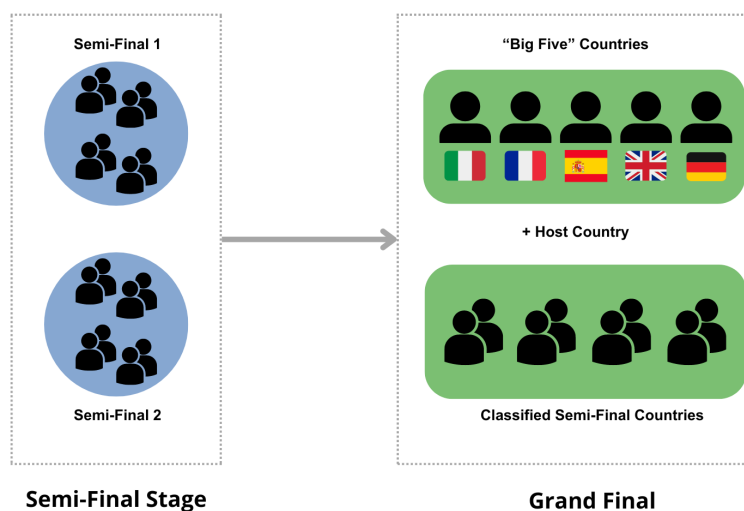 Semi-Final 1
Semi-Final 2
Semi-Final Stage
“Big Five” Countries
+ Host Country
Classified Semi-Final Countries
Grand Final